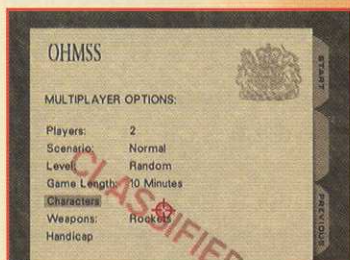 OHMSS
START
MULTIPLAYER OPTIONS:
Players: 2
Scenario: Normal
Level: Random
Game Length: 10 Minutes
Characters
Weapons: Rockets
Handicap
CLASSIFIED
PREVIOUS